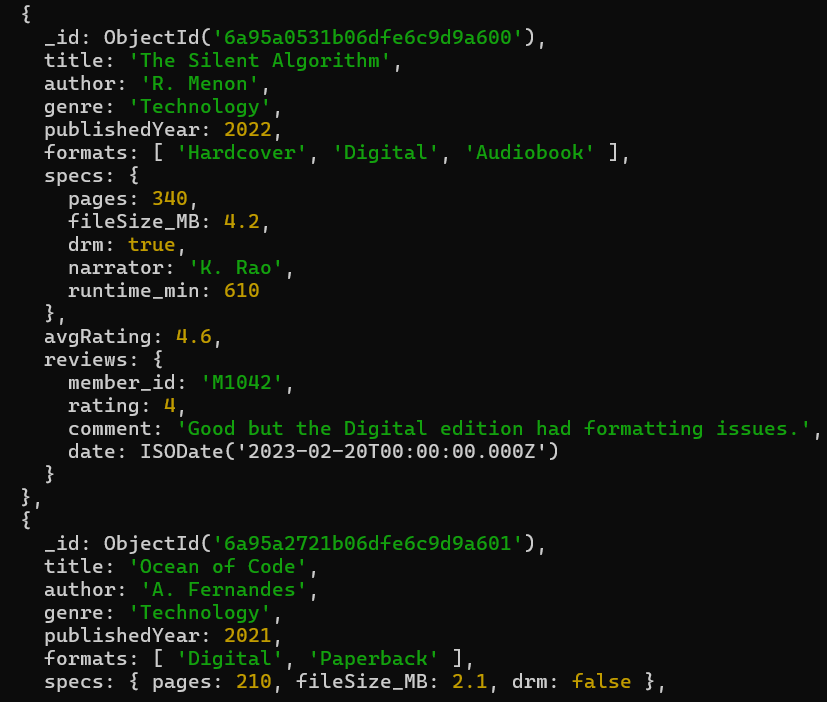 {
_id: ObjectId('6a95a0531b06dfe6c9d9a600'),
title: 'The Silent Algorithm',
author: 'R. Menon',
genre: 'Technology',
publishedYear: 2022,
formats: [ 'Hardcover', 'Digital', 'Audiobook' ],
specs: {
pages: 340,
fileSize_MB: 4.2,
drm: true,
narrator: 'K. Rao',
runtime_min: 610
},
avgRating: 4.6,
reviews: {
member_id: 'M1042',
rating: 4,
comment: 'Good but the Digital edition had formatting issues.',
date: ISODate('2023-02-20T00:00:00.000Z')
}
},
{
_id: ObjectId('6a95a2721b06dfe6c9d9a601'),
title: 'Ocean of Code',
author: 'A. Fernandes',
genre: 'Technology',
publishedYear: 2021,
formats: [ 'Digital', 'Paperback' ],
specs: { pages: 210, fileSize_MB: 2.1, drm: false },